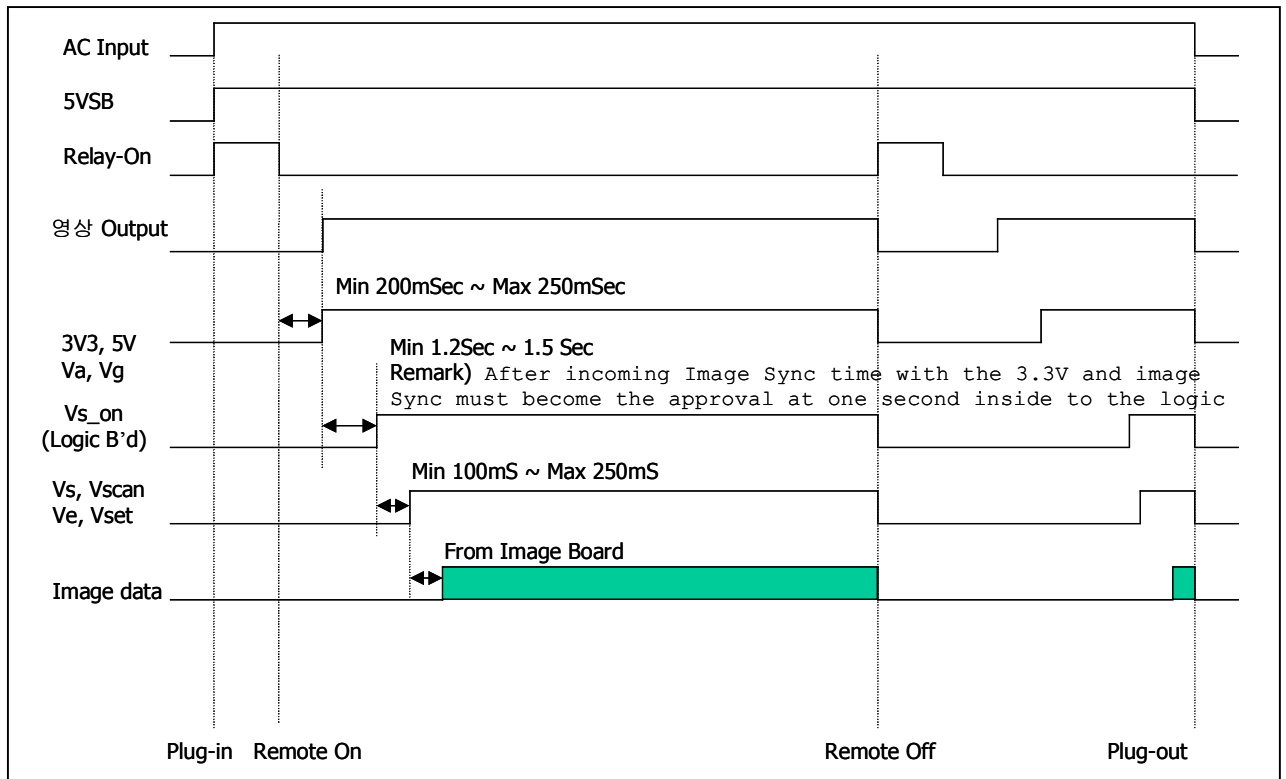 AC Input
5VSB
Relay-On
영상 Output
Min 200mSec ~ Max 250mSec
3V3, 5V
Va, Vg
Min 1.2Sec ~ 1.5 Sec
Remark) After incoming Image Sync time with the 3.3V and image
Sync must become the approval at one second inside to the logic
Vs_on
(Logic B’d)
Min 100mS ~ Max 250mS
Vs, Vscan
Ve, Vset
From Image Board
Image data
Plug-in Remote On Remote Off Plug-out